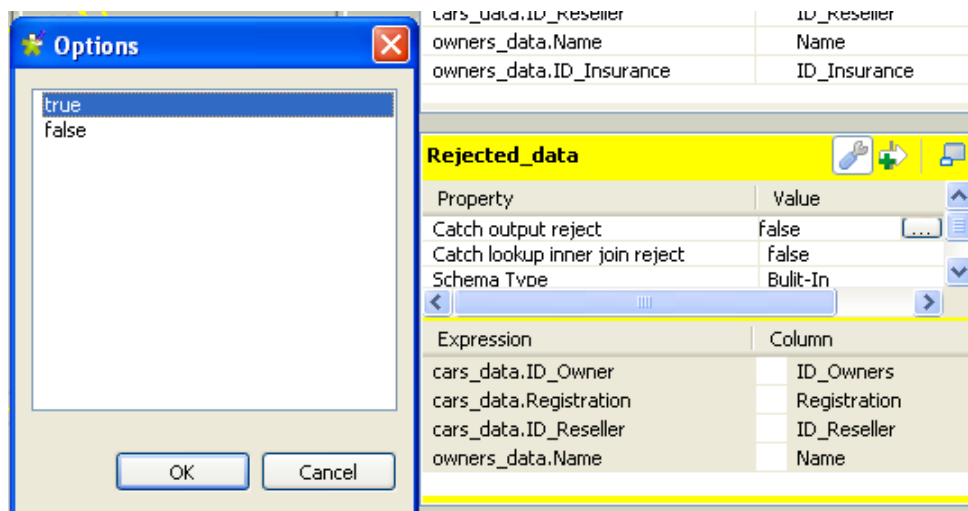 Options
true
false
OK Cancel
cars_data.ID_Reseller ID_Reseller
owners_data.Name Name
owners_data.ID_Insurance ID_Insurance
Rejected_data
Property Value
Catch output reject false ...
Catch lookup inner join reject false
Schema Type Bulit-In
Expression Column
cars_data.ID_Owner ID_Owners
cars_data.Registration Registration
cars_data.ID_Reseller ID_Reseller
owners_data.Name Name